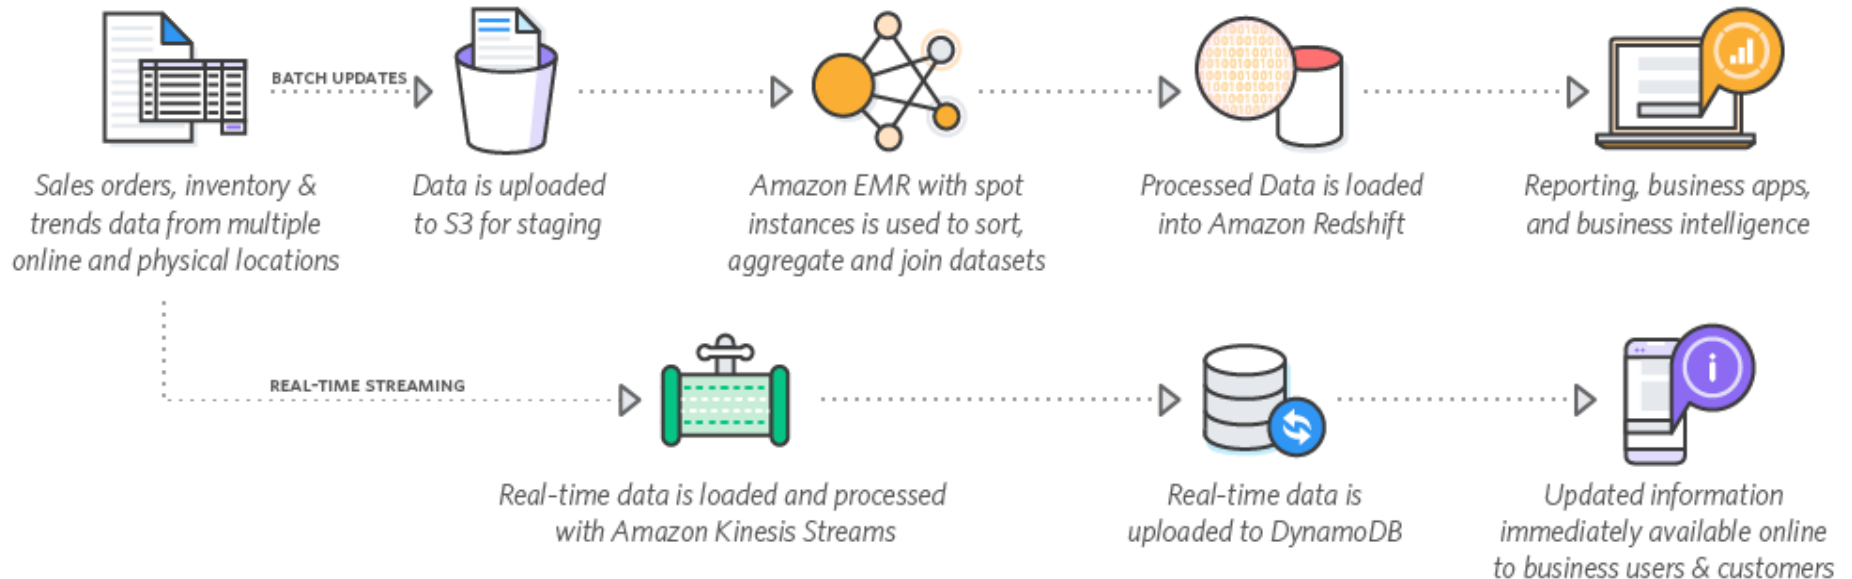 BATCH UPDATES
Sales orders, inventory &
trends data from multiple
online and physical locations
Data is uploaded
to S3 for staging
Amazon EMR with spot
instances is used to sort,
aggregate and join datasets
Processed Data is loaded
into Amazon Redshift
Reporting, business apps,
and business intelligence
REAL-TIME STREAMING
Real-time data is loaded and processed
with Amazon Kinesis Streams
Real-time data is
uploaded to DynamoDB
i
Updated information
immediately available online
to business users & customers